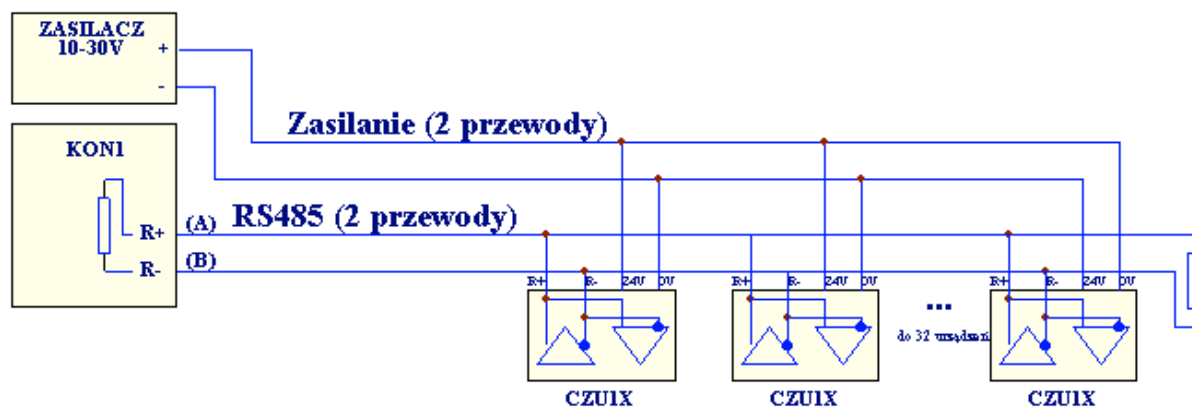 ZASILACZ
10-30V
+
-
Zasilanie (2 przewody)
KON1
R+ (A) RS485 (2 przewody)
R- (B)
R+ R- 24V 0V
R+ R- 24V 0V
R+ R- 24V 0V
...
do 32 urządzeń
CZU1X
CZU1X
CZU1X